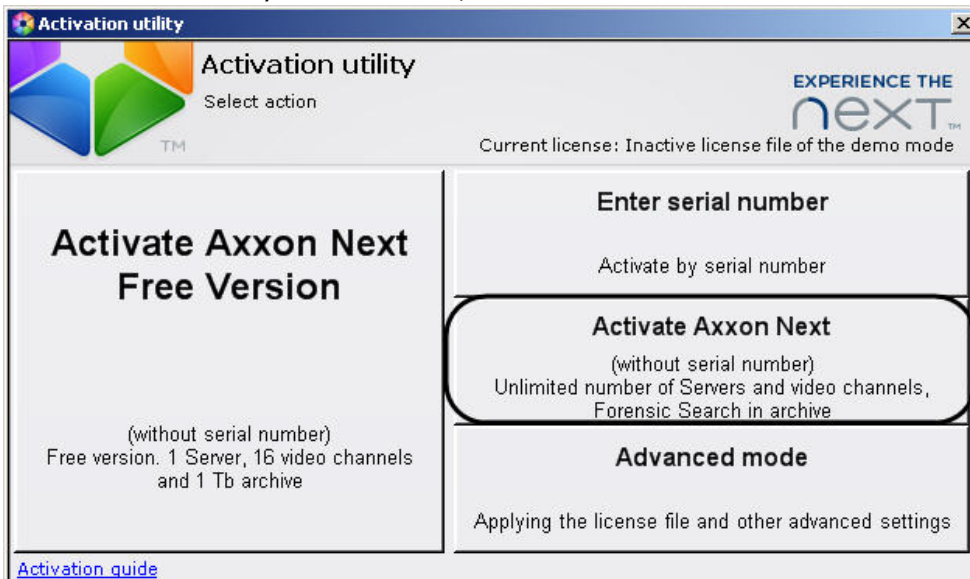 Activation utility
Activation utility
Select action
TM
EXPERIENCE THE
next TM
Current license: Inactive license file of the demo mode
Activate Axxon Next
Free Version
(without serial number)
Free version. 1 Server, 16 video channels
and 1 Tb archive
Enter serial number
Activate by serial number
Activate Axxon Next
(without serial number)
Unlimited number of Servers and video channels,
Forensic Search in archive
Advanced mode
Applying the license file and other advanced settings
Activation guide